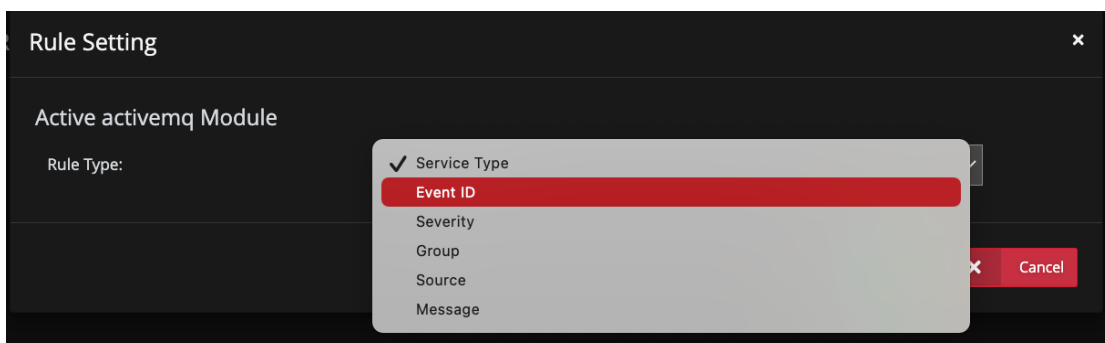 Rule Setting
Active activemq Module
Rule Type:
Service Type
Event ID
Severity
Group
Source
Message
Cancel